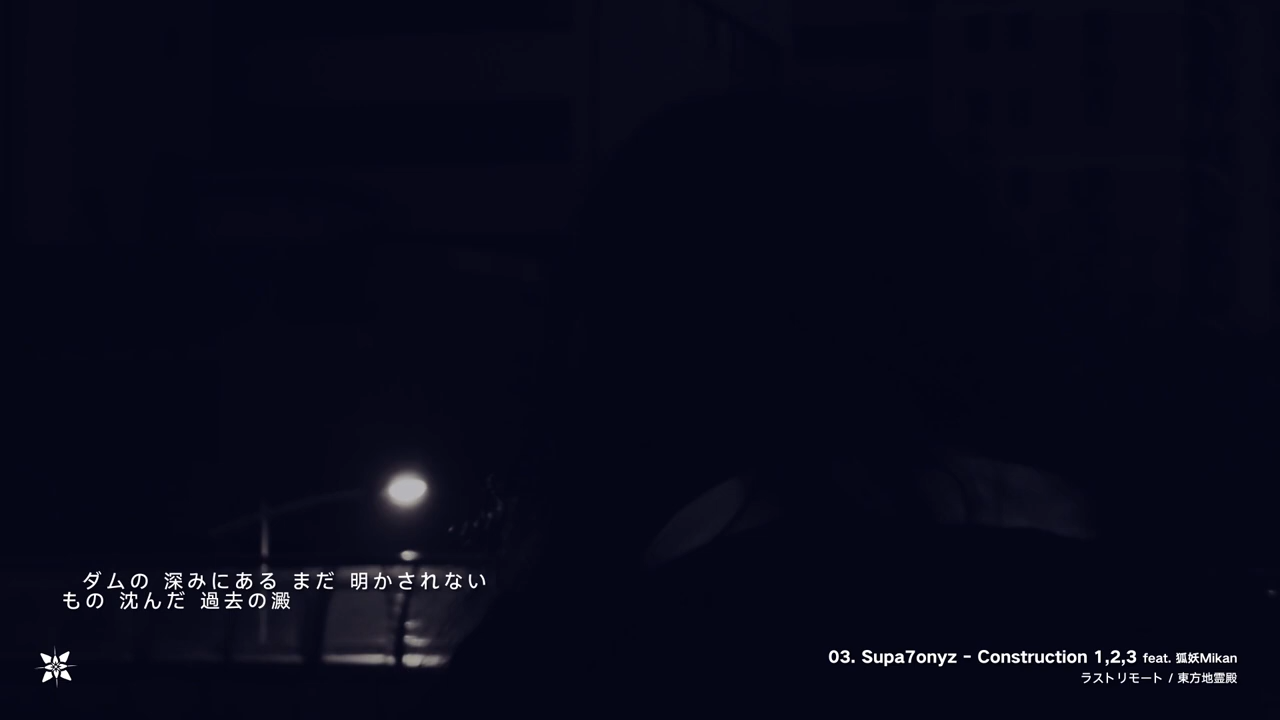 ダムの 深みにある まだ 明かされない
もの 沈んだ 過去の澱
03. Supa7onyz - Construction 1,2,3 feat. 狐妖Mikan
ラストリモート / 東方地霊殿